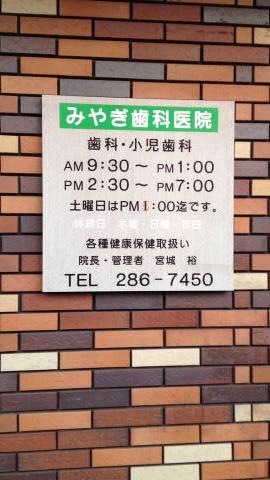 みやぎ歯科医院
歯科・小児歯科
AM 9:30～ PM 1:00
PM 2:30～ PM 7:00
土曜日はPM 1:00迄です。
休診日 木曜・日曜・祝日
各種健康保健取扱い
院長・管理者 宮城 裕
TEL 286-7450